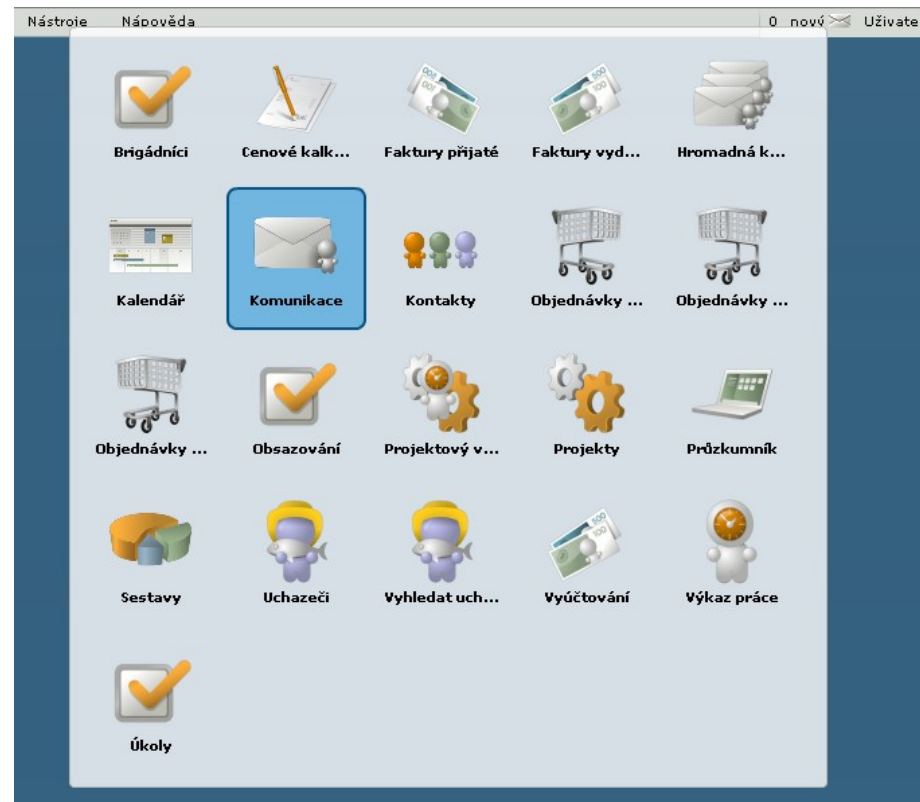 Nástroje Nápověda 0 nový Uživate
Brigádníci Cenové kalk... Faktury přijaté Faktury vyd... Hromadná k...
Kalendář Komunikace Kontakty Objednávky ... Objednávky ...
Objednávky ... Obsazování Projektový v... Projekty Průzkumník
Sestavy Uchazeči Vyhledat uch... Vyúčtování Výkaz práce
Úkoly